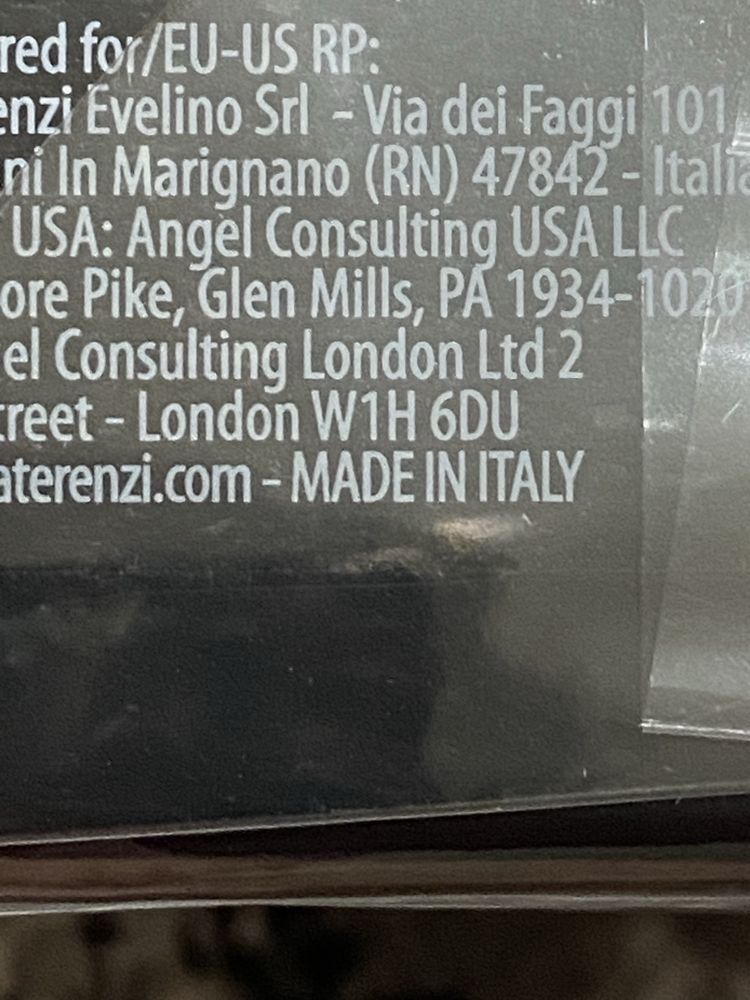 red for/EU-US RP:
enzi Evelino Srl - Via dei Faggi 101,
ni In Marignano (RN) 47842 - Italia
USA: Angel Consulting USA LLC
ore Pike, Glen Mills, PA 1934-1020
el Consulting London Ltd 2
treet - London W1H 6DU
aterenzi.com - MADE IN ITALY